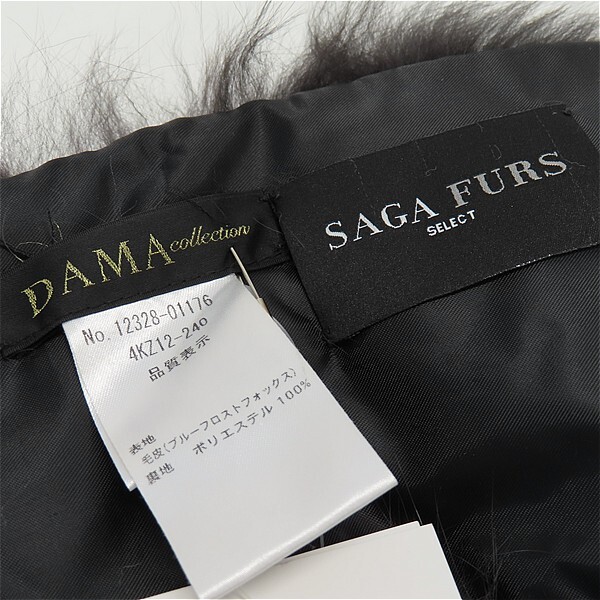 DAMA collection
SAGA FURS
SELECT
No. 12328-01176
4KZ12-240
品質表示
表地
毛皮(ブルーフロストフォックス)
裏地 ポリエステル 100%